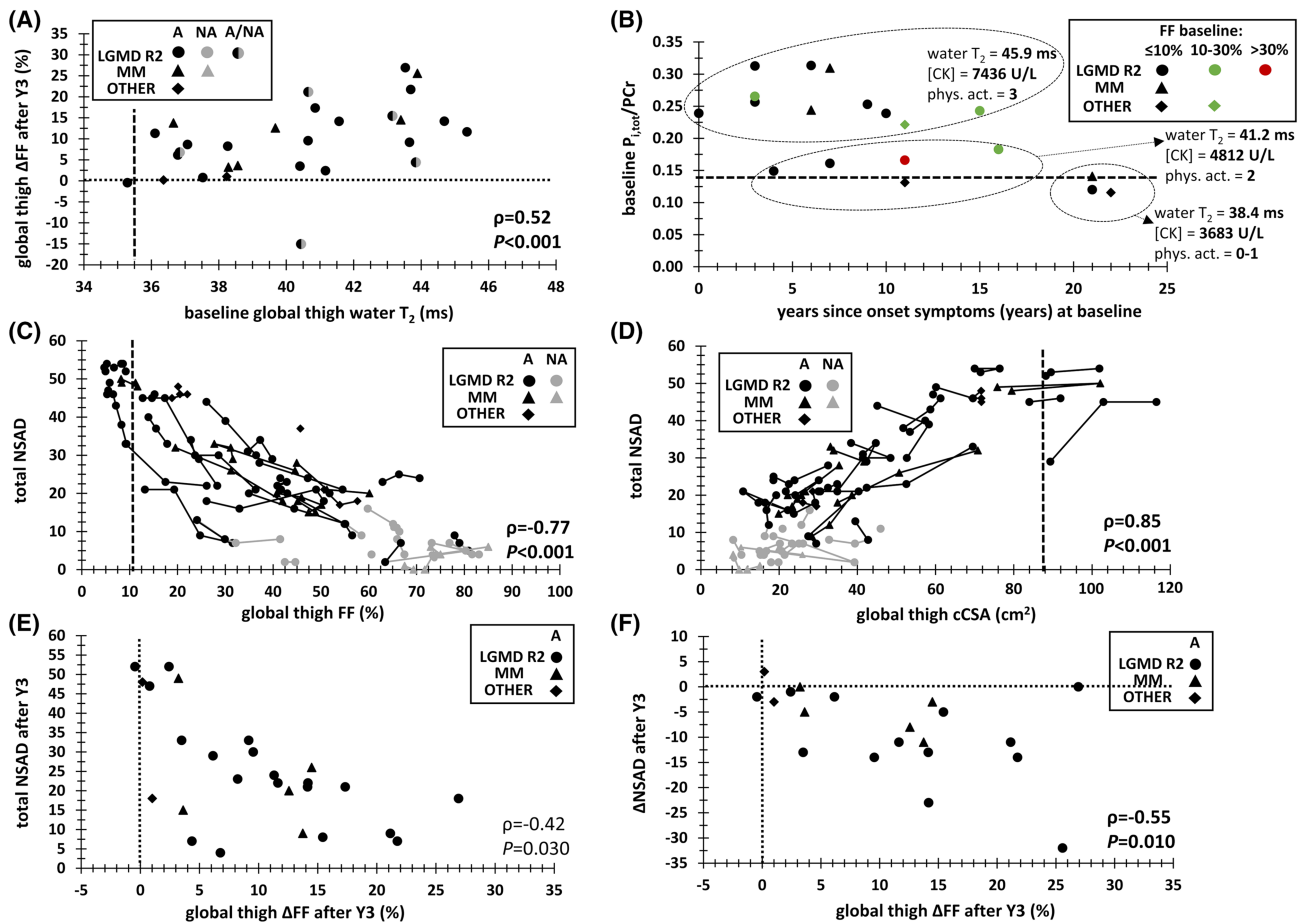 (A)
A NA A/NA
LGMD R2
MM
OTHER
35
30
25
20
15
10
5
0
-5
-10
-15
-20
34 36 38 40 42 44 46 48
global thigh ΔFF after Y3 (%)
baseline global thigh water T2 (ms)
ρ=0.52
P<0.001
(B)
FF baseline:
≤10% 10-30% >30%
LGMD R2
MM
OTHER
0.35
0.30
0.25
0.20
0.15
0.10
0.05
0.00
0 5 10 15 20 25
baseline Pi,tot/PCr
years since onset symptoms (years) at baseline
water T2 = 45.9 ms
[CK] = 7436 U/L
phys. act. = 3
water T2 = 41.2 ms
[CK] = 4812 U/L
phys. act. = 2
water T2 = 38.4 ms
[CK] = 3683 U/L
phys. act. = 0-1
(C)
A NA
LGMD R2
MM
OTHER
60
50
40
30
20
10
0
0 10 20 30 40 50 60 70 80 90 100
total NSAD
global thigh FF (%)
ρ=-0.77
P<0.001
(D)
A NA
LGMD R2
MM
OTHER
60
50
40
30
20
10
0
0 20 40 60 80 100 120
total NSAD
global thigh cCSA (cm2)
ρ=0.85
P<0.001
(E)
A
LGMD R2
MM
OTHER
60
55
50
45
40
35
30
25
20
15
10
5
0
-5 0 5 10 15 20 25 30 35
total NSAD after Y3
global thigh ΔFF after Y3 (%)
ρ=-0.42
P=0.030
(F)
A
LGMD R2
MM
OTHER
10
5
0
-5
-10
-15
-20
-25
-30
-35
-5 0 5 10 15 20 25 30 35
ΔNSAD after Y3
global thigh ΔFF after Y3 (%)
ρ=-0.55
P=0.010